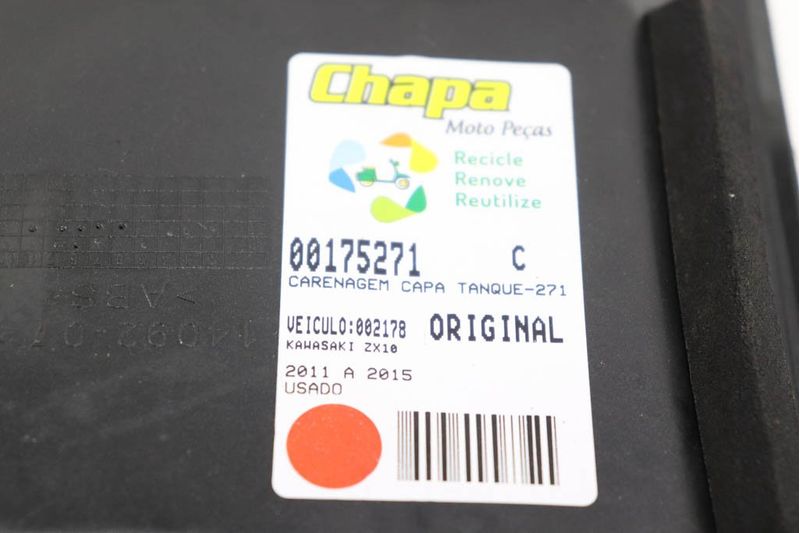 Chapa
Moto Peças
Recicle
Renove
Reutilize
00175271 C
CARENAGEM CAPA TANQUE-271
VEICULO:002178 ORIGINAL
KAWASAKI ZX10
2011 A 2015
USADO
>ABS<